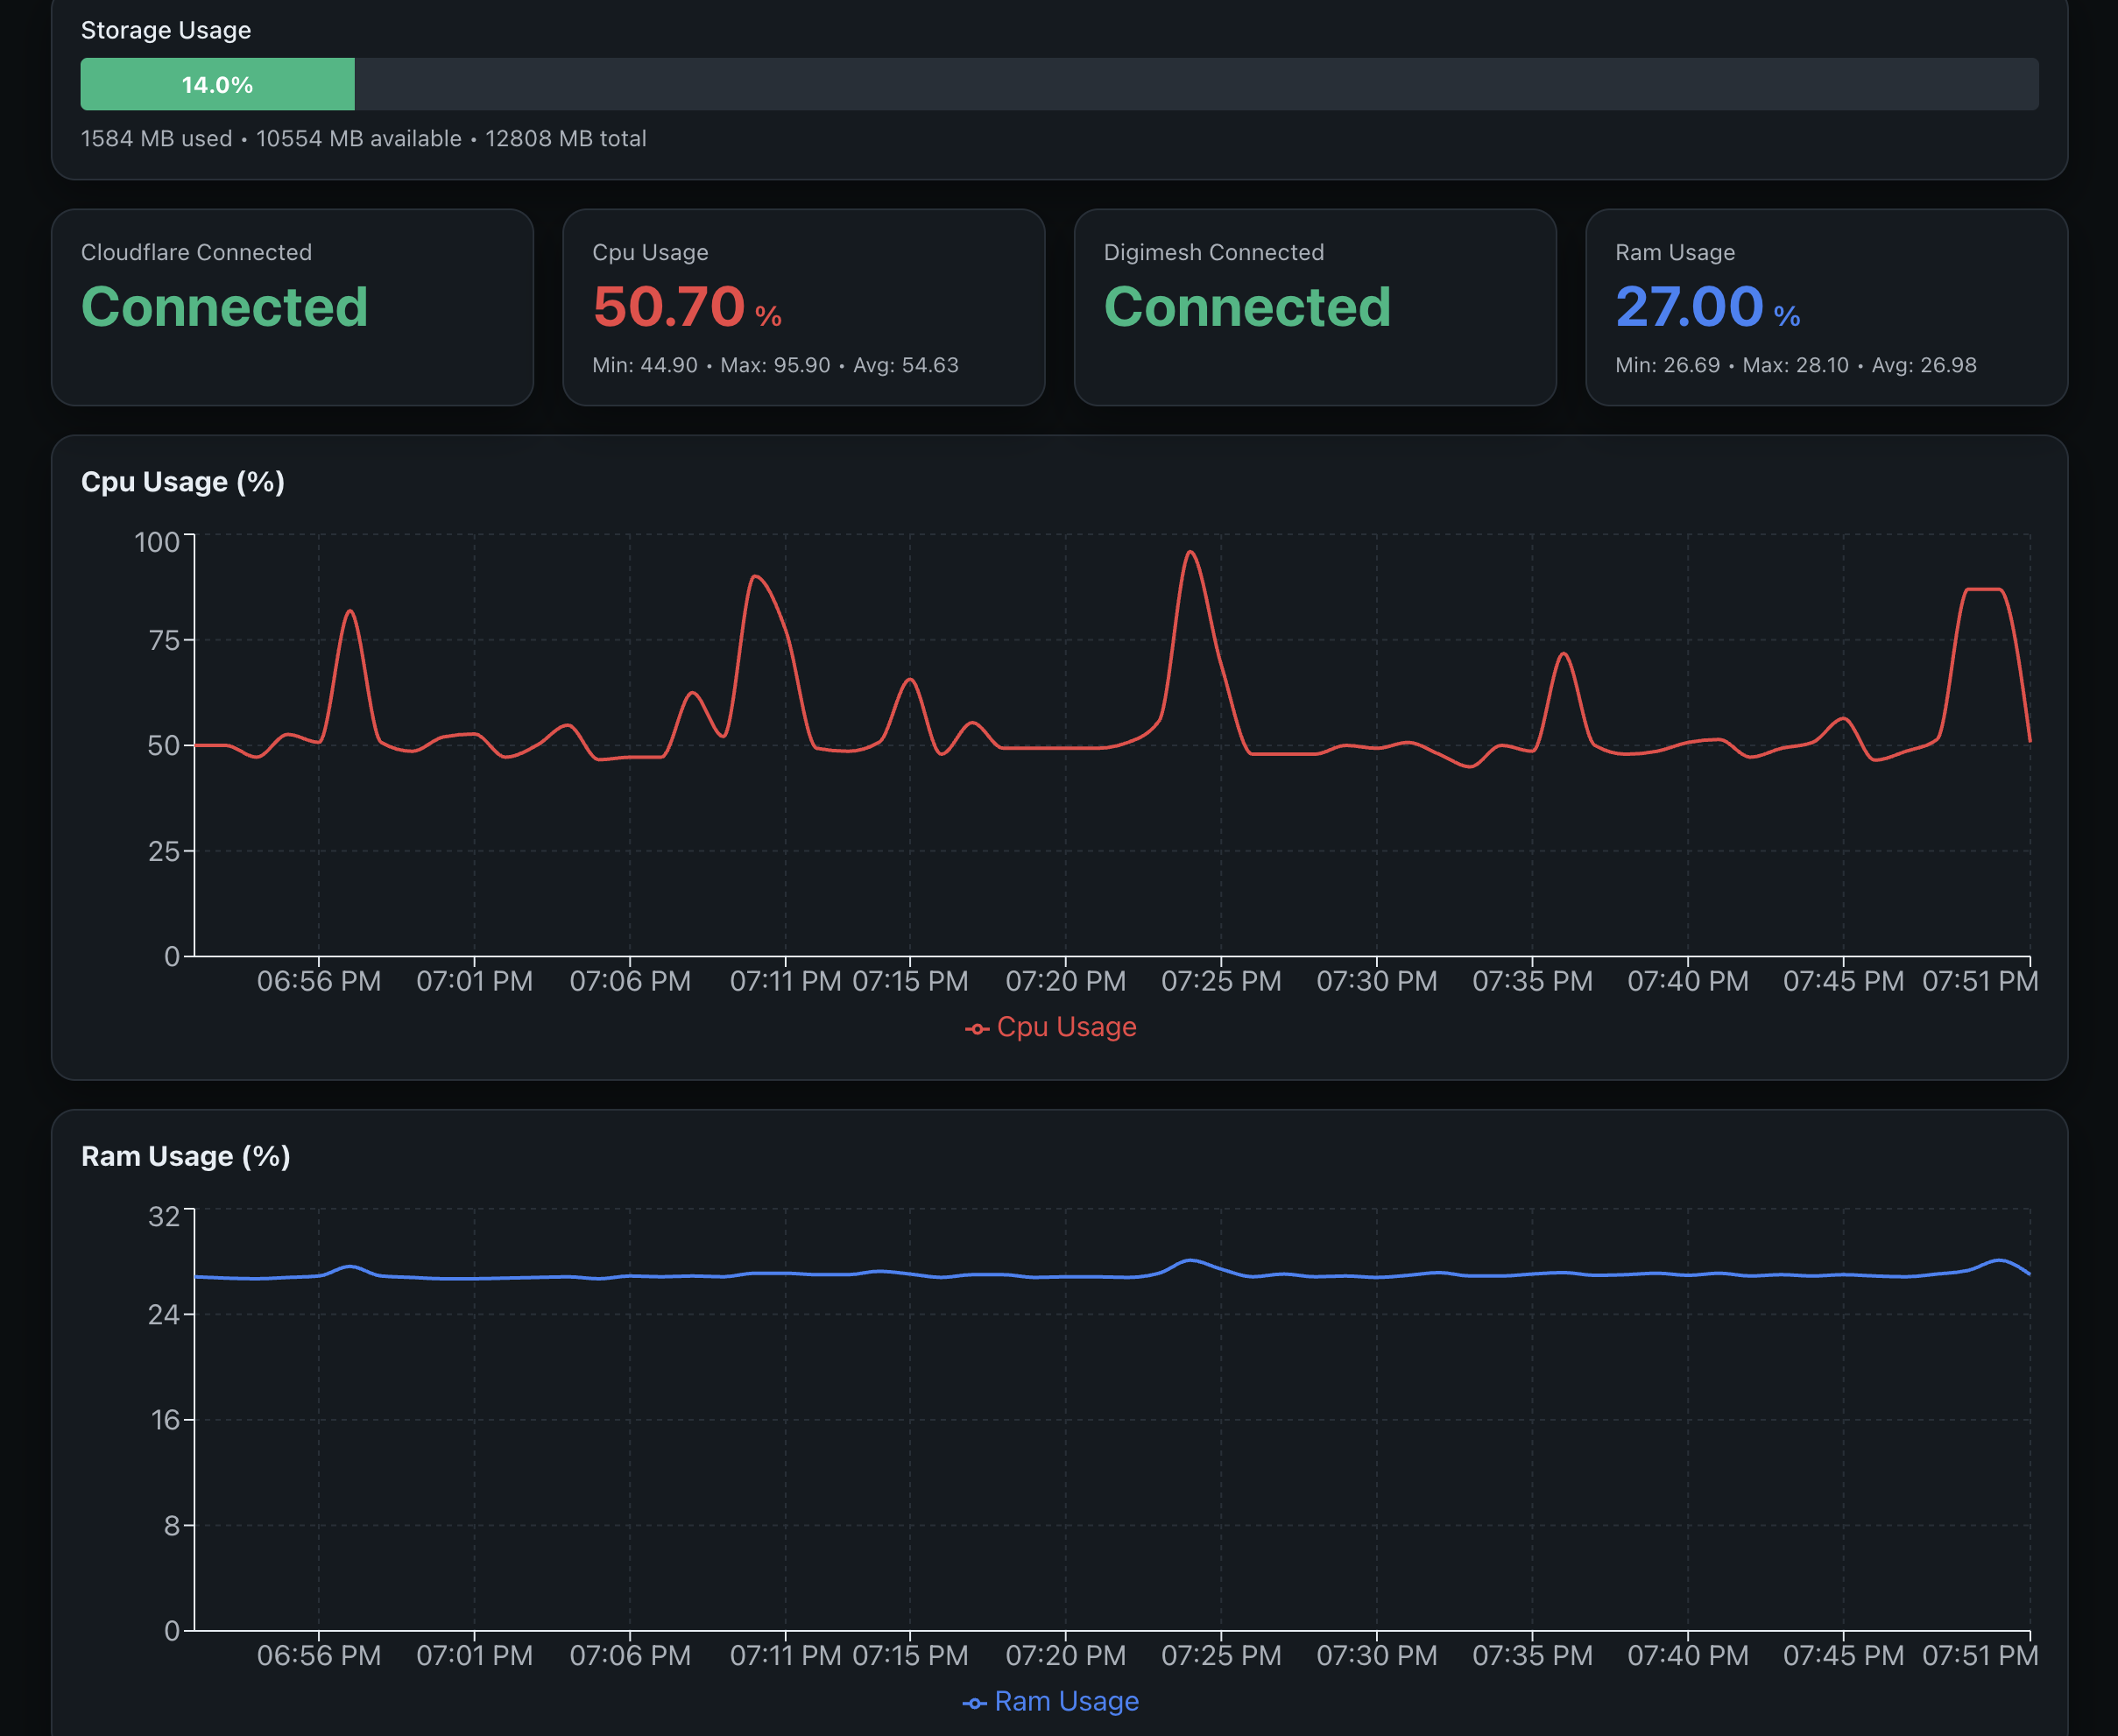 Storage Usage
14.0%
1584 MB used • 10554 MB available • 12808 MB total
Cloudflare Connected
Connected
Cpu Usage
50.70 %
Min: 44.90 • Max: 95.90 • Avg: 54.63
Digimesh Connected
Connected
Ram Usage
27.00 %
Min: 26.69 • Max: 28.10 • Avg: 26.98
Cpu Usage (%)
100
75
50
25
0
06:56 PM 07:01 PM 07:06 PM 07:11 PM 07:15 PM 07:20 PM 07:25 PM 07:30 PM 07:35 PM 07:40 PM 07:45 PM 07:51 PM
Cpu Usage
Ram Usage (%)
32
24
16
8
0
06:56 PM 07:01 PM 07:06 PM 07:11 PM 07:15 PM 07:20 PM 07:25 PM 07:30 PM 07:35 PM 07:40 PM 07:45 PM 07:51 PM
Ram Usage